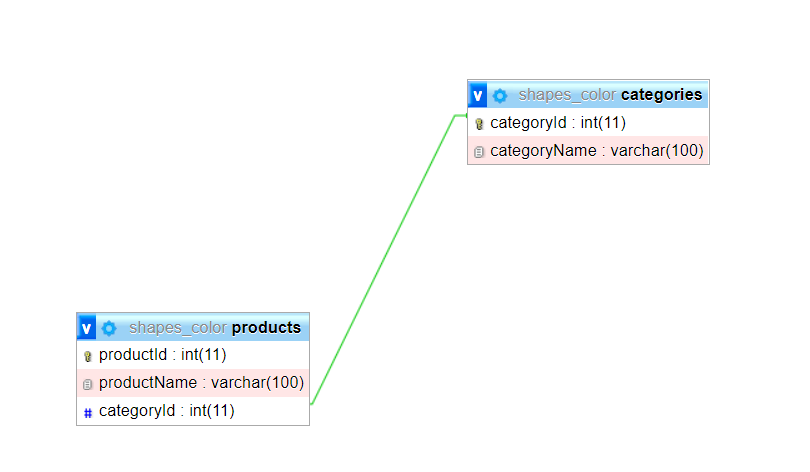 v shapes_color categories
categoryId : int(11)
categoryName : varchar(100)
v shapes_color products
productId : int(11)
productName : varchar(100)
# categoryId : int(11)